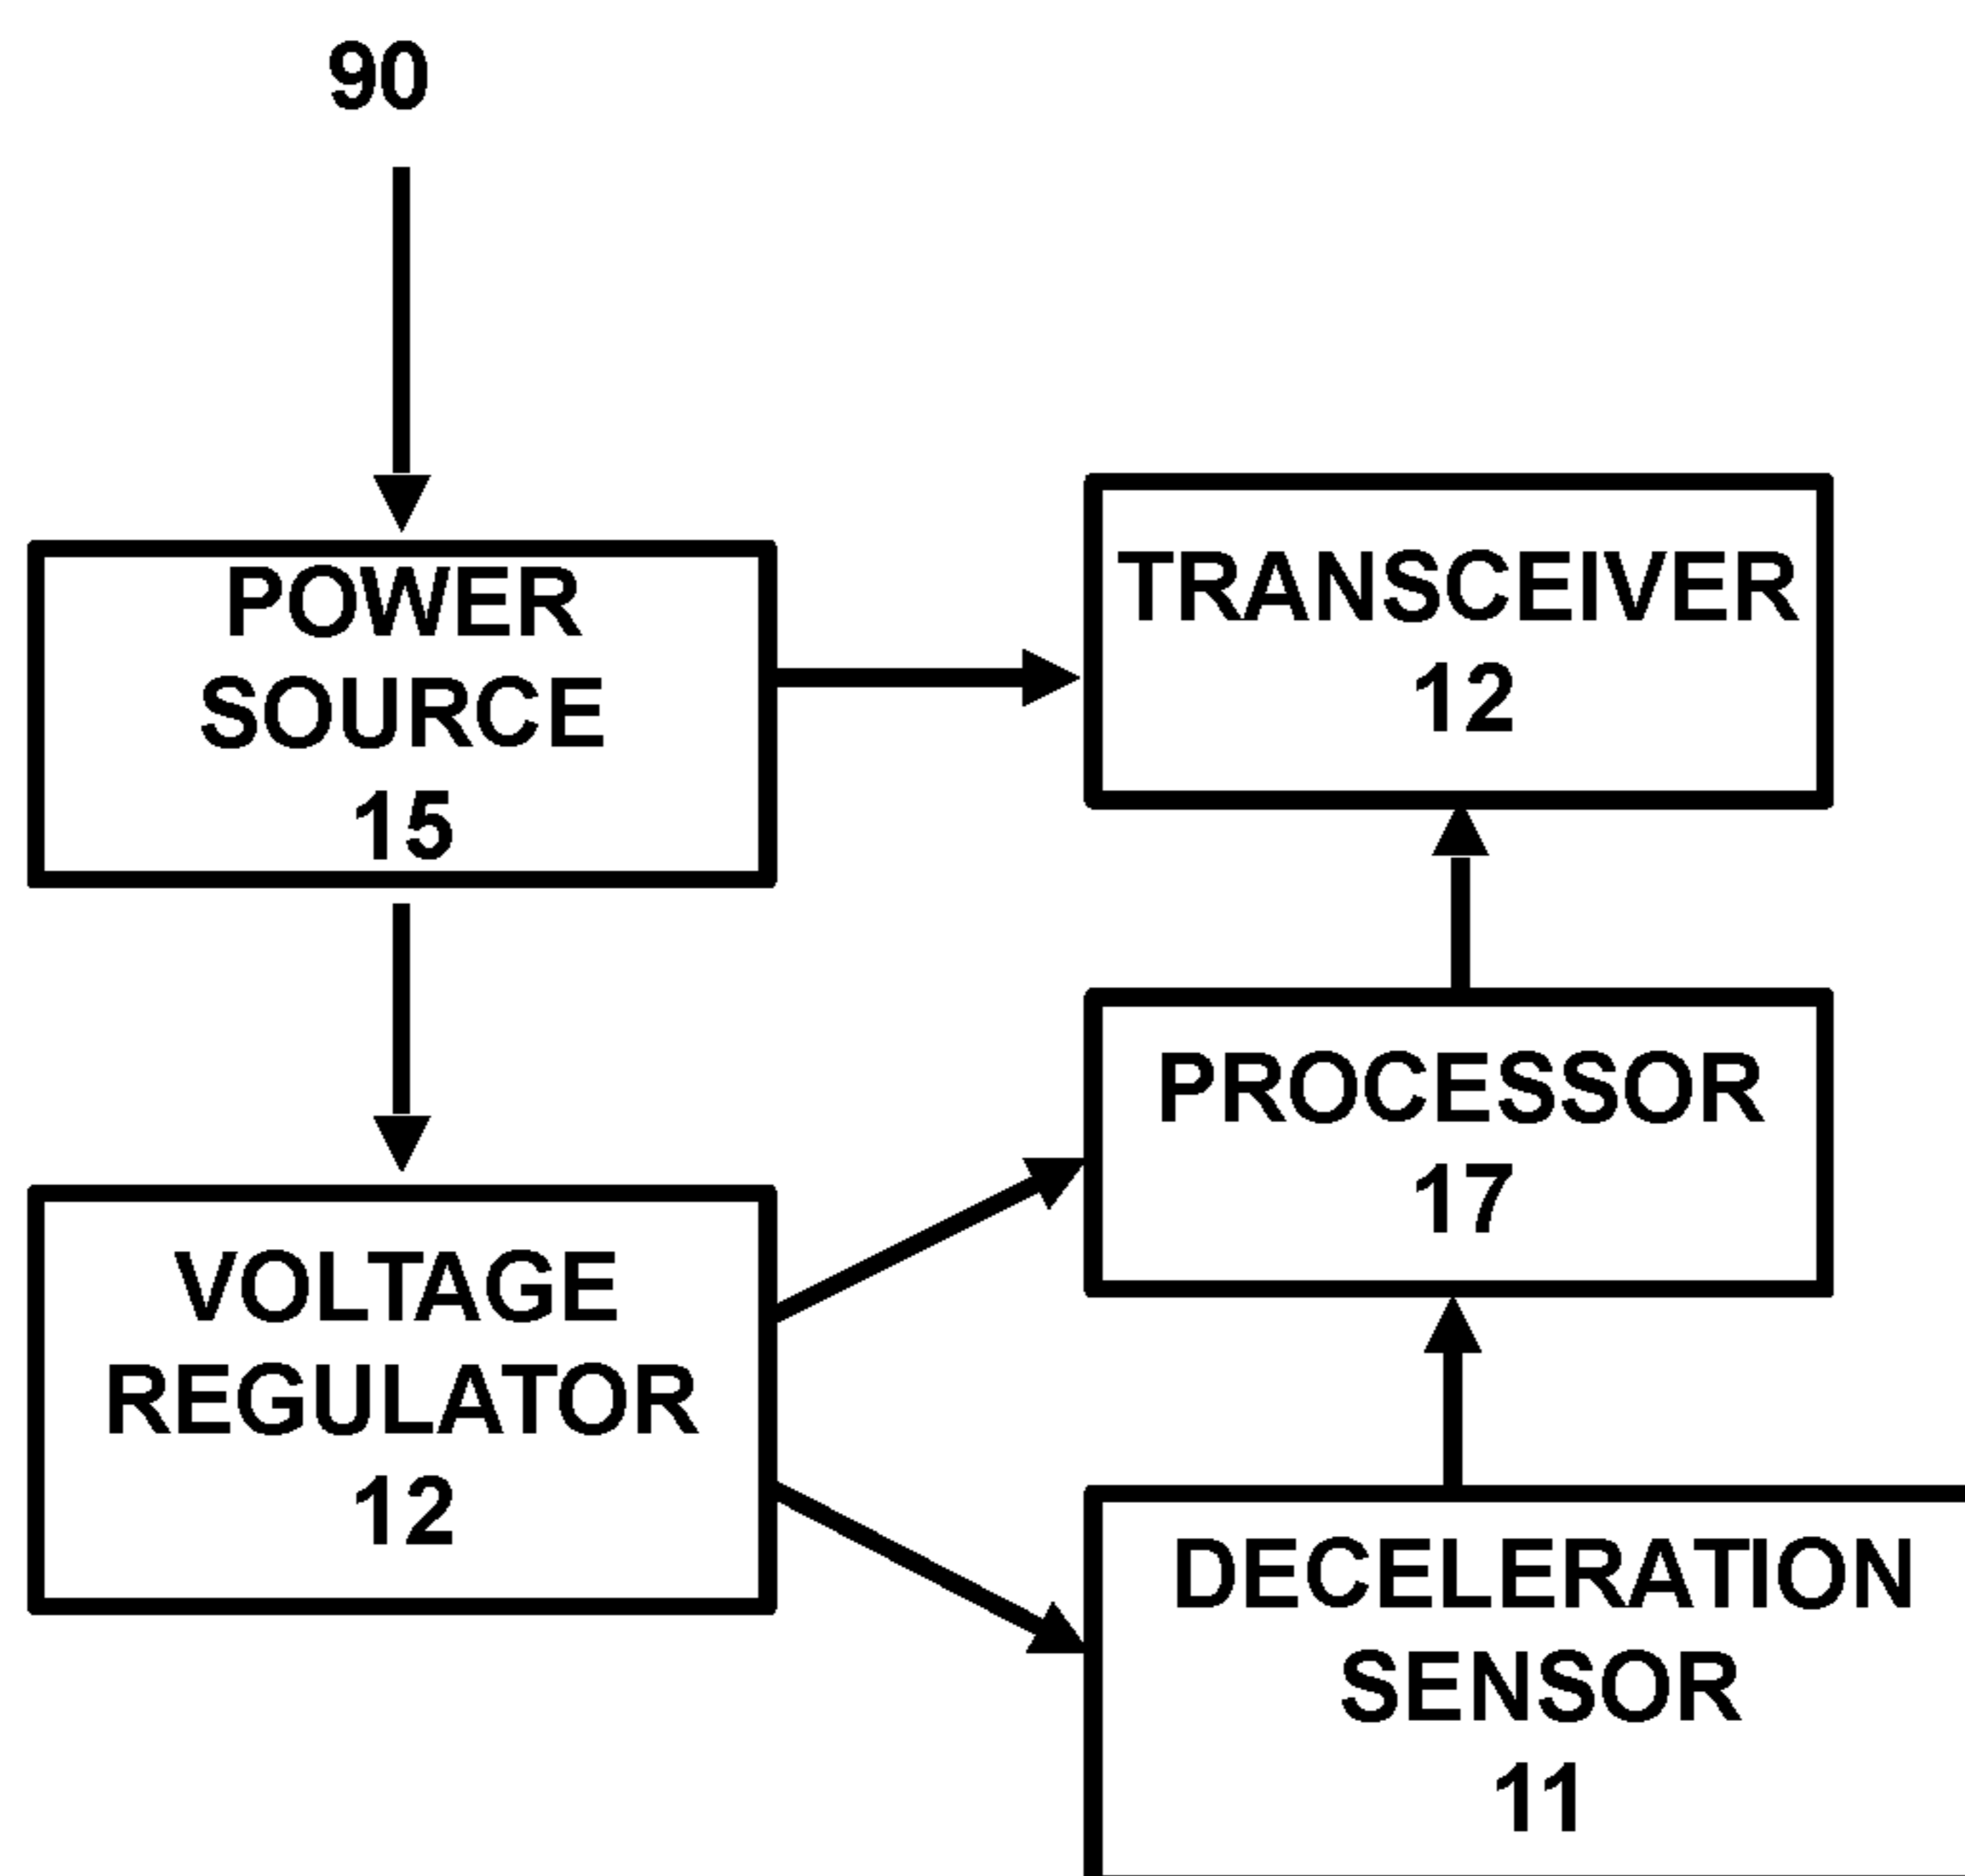 90
POWER
SOURCE
15
TRANSCEIVER
12
PROCESSOR
17
VOLTAGE
REGULATOR
12
DECELERATION
SENSOR
11